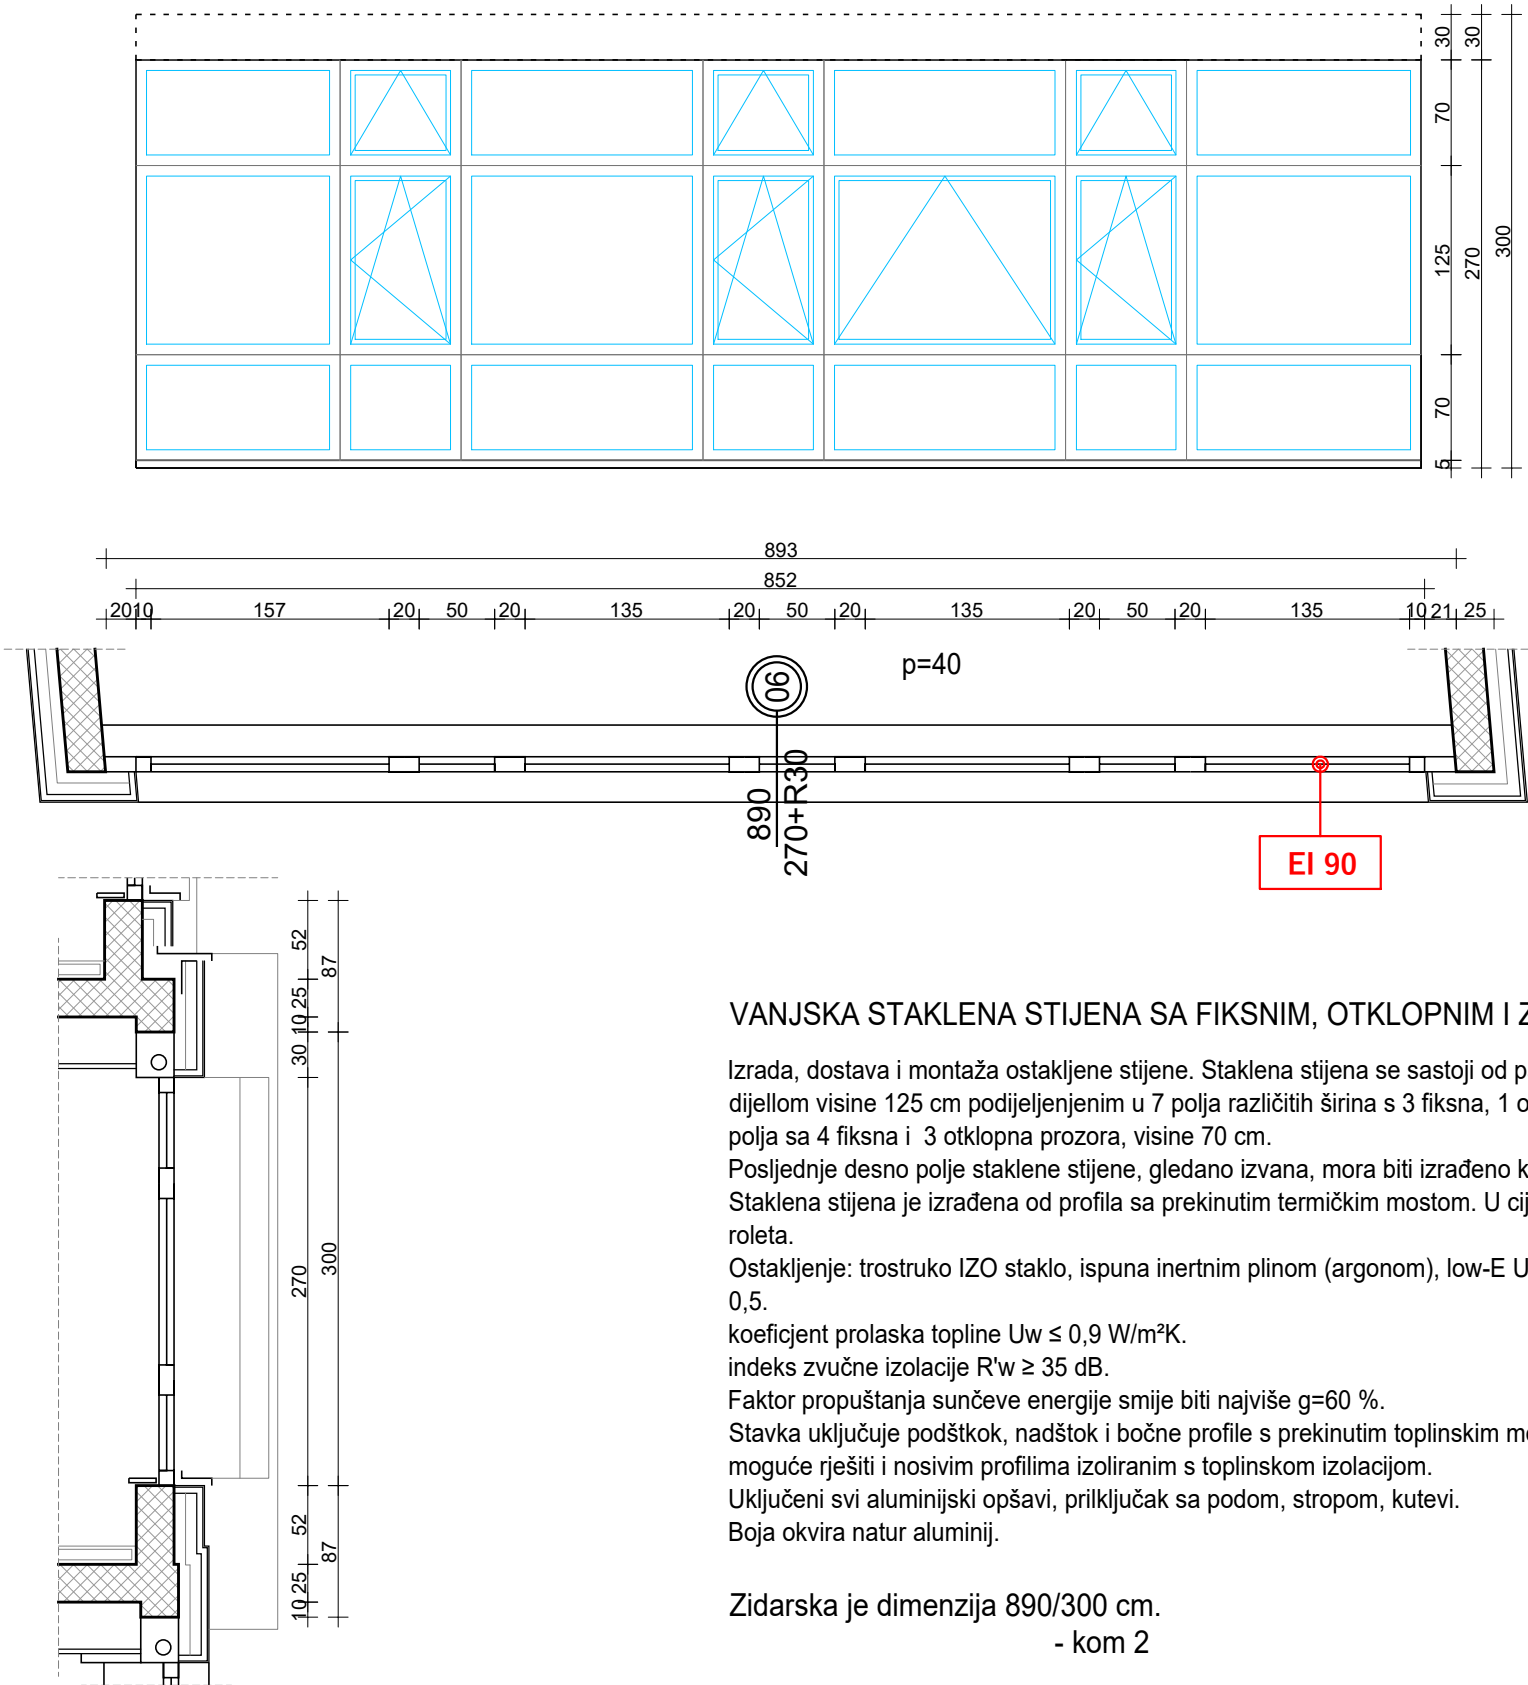 30 30
70
125
270
300
70
5
893
852
20 10 157 20 50 20 135 20 50 20 135 20 50 20 135 10 21 25
p=40
06
890
270+R30
EI 90
52
87
25
10
30
270
300
52
87
25
10
VANJSKA STAKLENA STIJENA SA FIKSNIM, OTKLOPNIM I
Izrada, dostava i montaža ostakljene stijene. Staklena stijena se sastoji od
dijellom visine 125 cm podijeljenjenim u 7 polja različitih širina s 3 fiksna, 1
polja sa 4 fiksna i 3 otklopna prozora, visine 70 cm.
Posljednje desno polje staklene stijene, gledano izvana, mora biti izrađeno
Staklena stijena je izrađena od profila sa prekinutim termičkim mostom. U
roleta.
Ostakljenje: trostruko IZO staklo, ispuna inertnim plinom (argonom), low-E
0,5.
koeficjent prolaska topline Uw ≤ 0,9 W/m²K.
indeks zvučne izolacije R'w ≥ 35 dB.
Faktor propuštanja sunčeve energije smije biti najviše g=60 %.
Stavka uključuje podštkok, nadštok i bočne profile s prekinutim toplinskim
moguće rješiti i nosivim profilima izoliranim s toplinskom izolacijom.
Uključeni svi aluminijski opšavi, prilključak sa podom, stropom, kutevi.
Boja okvira natur aluminij.
Zidarska je dimenzija 890/300 cm.
- kom 2